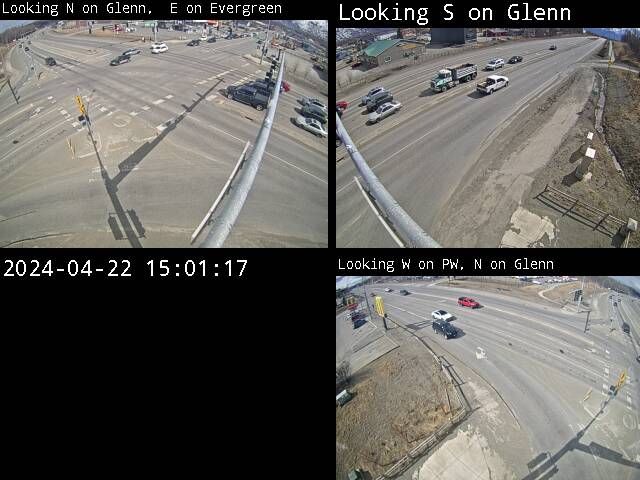 Looking N on Glenn,  E on Evergreen
Looking S on Glenn
2024-04-22 15:01:17
Looking W on PW, N on Glenn